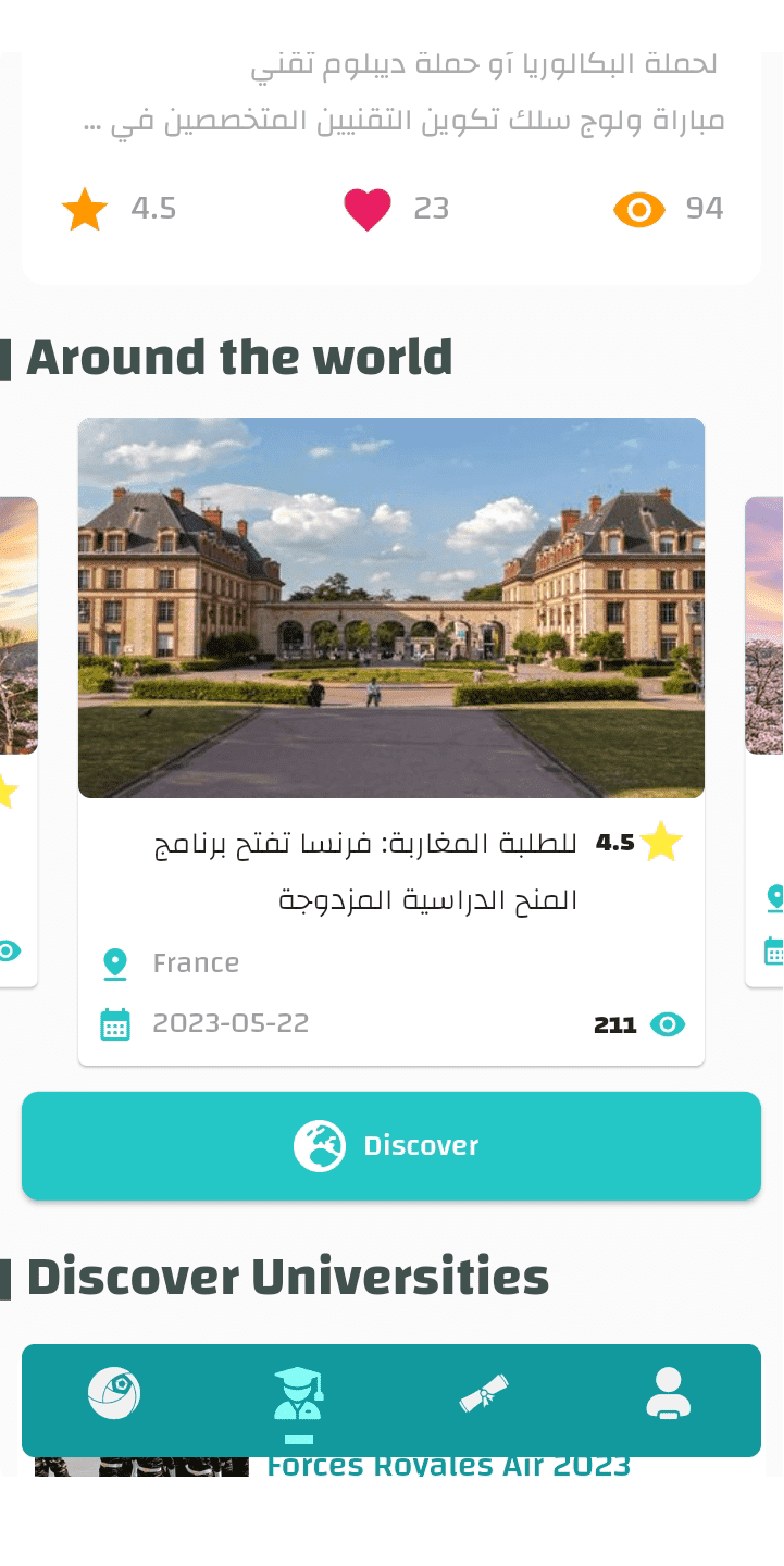 لحملة البكالوريا أو حملة ديبلوم تقني
مباراة ولوج سلك تكوين التقنيين المتخصصين في ...
4.5
23
94
Around the world
للطلبة المغاربة: فرنسا تفتح برنامج
4.5
المنح الدراسية المزدوجة
France
2023-05-22
211
Discover
Discover Universities
Forces Royales Air 2023